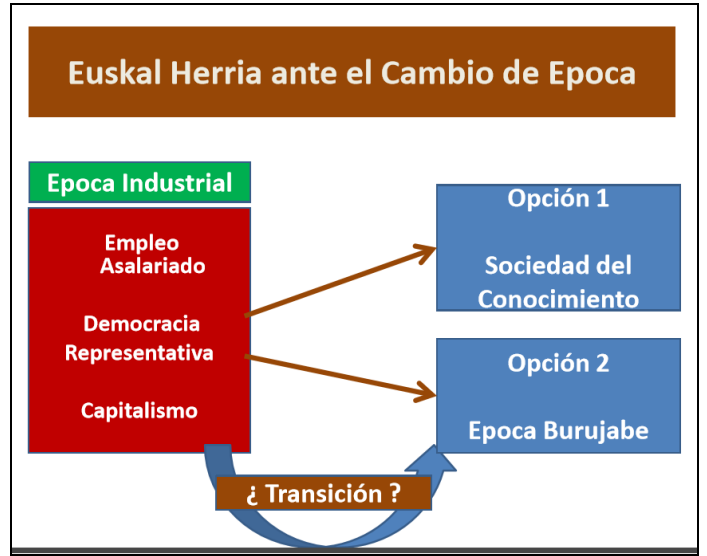 Euskal Herria ante el Cambio de Epoca
Epoca Industrial
Empleo
Asalariado
Democracia
Representativa
Capitalismo
Opción 1
Sociedad del
Conocimiento
Opción 2
Epoca Burujabe
¿ Transición ?